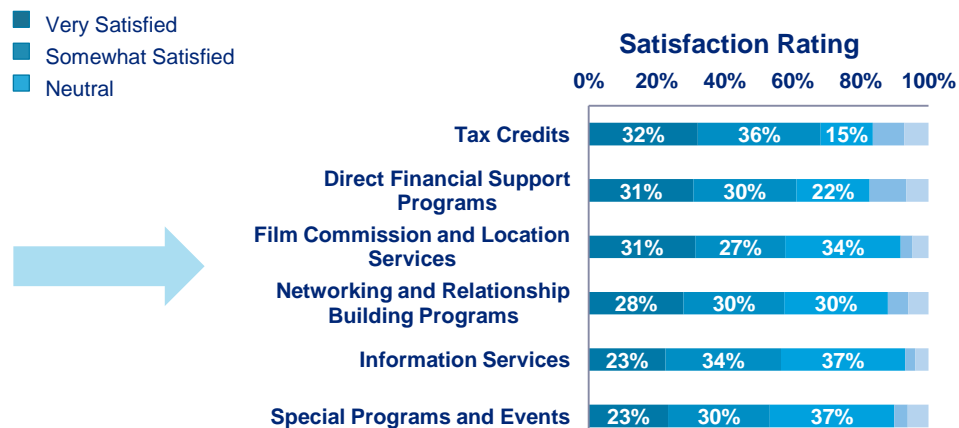 Very Satisfied
Somewhat Satisfied
Neutral
Satisfaction Rating
0% 20% 40% 60% 80% 100%
Tax Credits 32% 36% 15%
Direct Financial Support
Programs 31% 30% 22%
Film Commission and Location
Services 31% 27% 34%
Networking and Relationship
Building Programs 28% 30% 30%
Information Services 23% 34% 37%
Special Programs and Events 23% 30% 37%